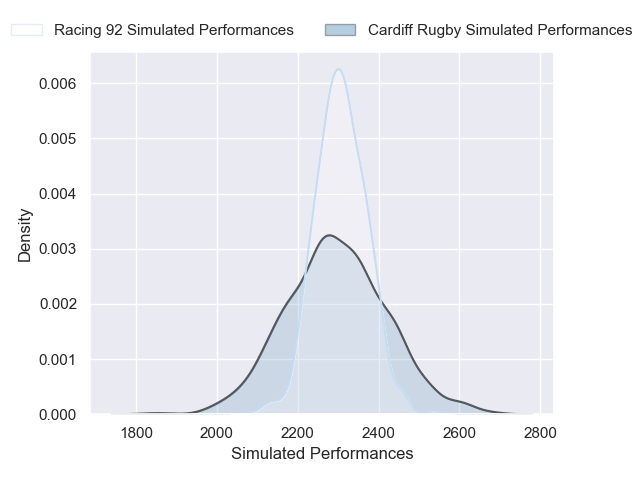 Racing 92 Simulated Performances Cardiff Rugby Simulated Performances
0.006
0.005
0.004
0.003
0.002
0.001
0.000
Density
1800 2000 2200 2400 2600 2800
Simulated Performances